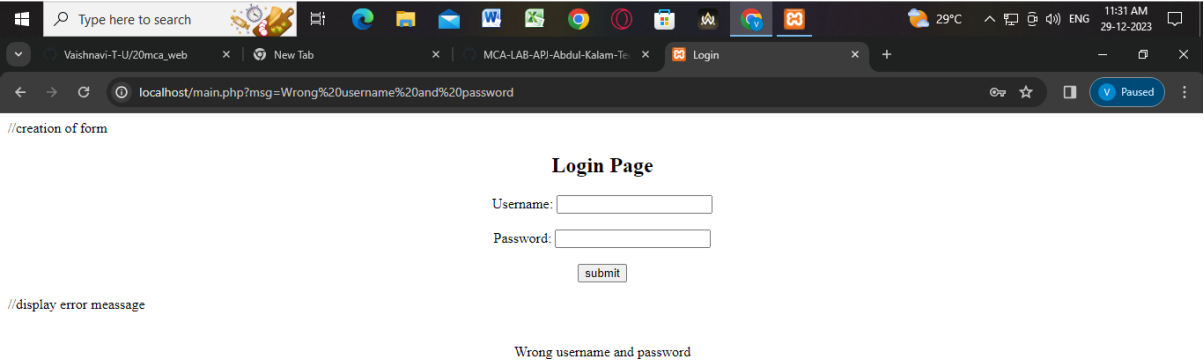 Type here to search
29°C
ENG
11:31 AM
29-12-2023
Vaishnavi-T-U/20mca_web
New Tab
MCA-LAB-APJ-Abdul-Kalam-Te
Login
localhost/main.php?msg=Wrong%20username%20and%20password
V
Paused
//creation of form
Login Page
Username:
Password:
submit
//display error meassage
Wrong username and password